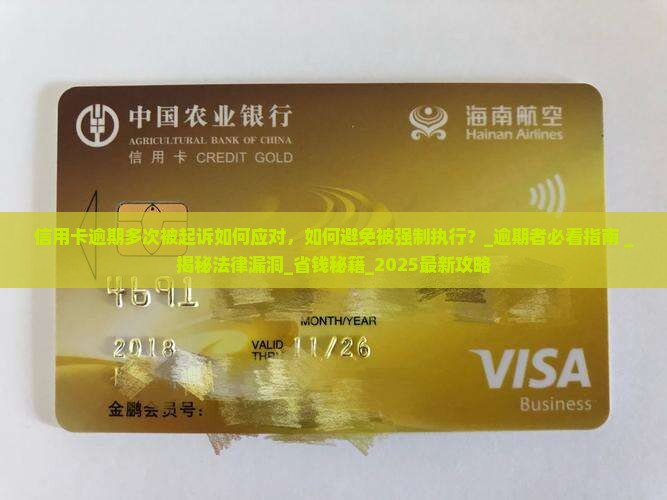 中国农业银行
AGRICULTURAL BANK OF CHINA
信用卡 CREDIT GOLD
海南航空
Hainan Airlines
信用卡逾期多次被起诉如何应对，如何避免被强制执行？_逾期者必看指南_
揭秘法律漏洞_省钱秘籍_2025最新攻略
4691
MONTH/YEAR
2018
VALID
THRU
11/26
VISA
Business
金鹏会员号：